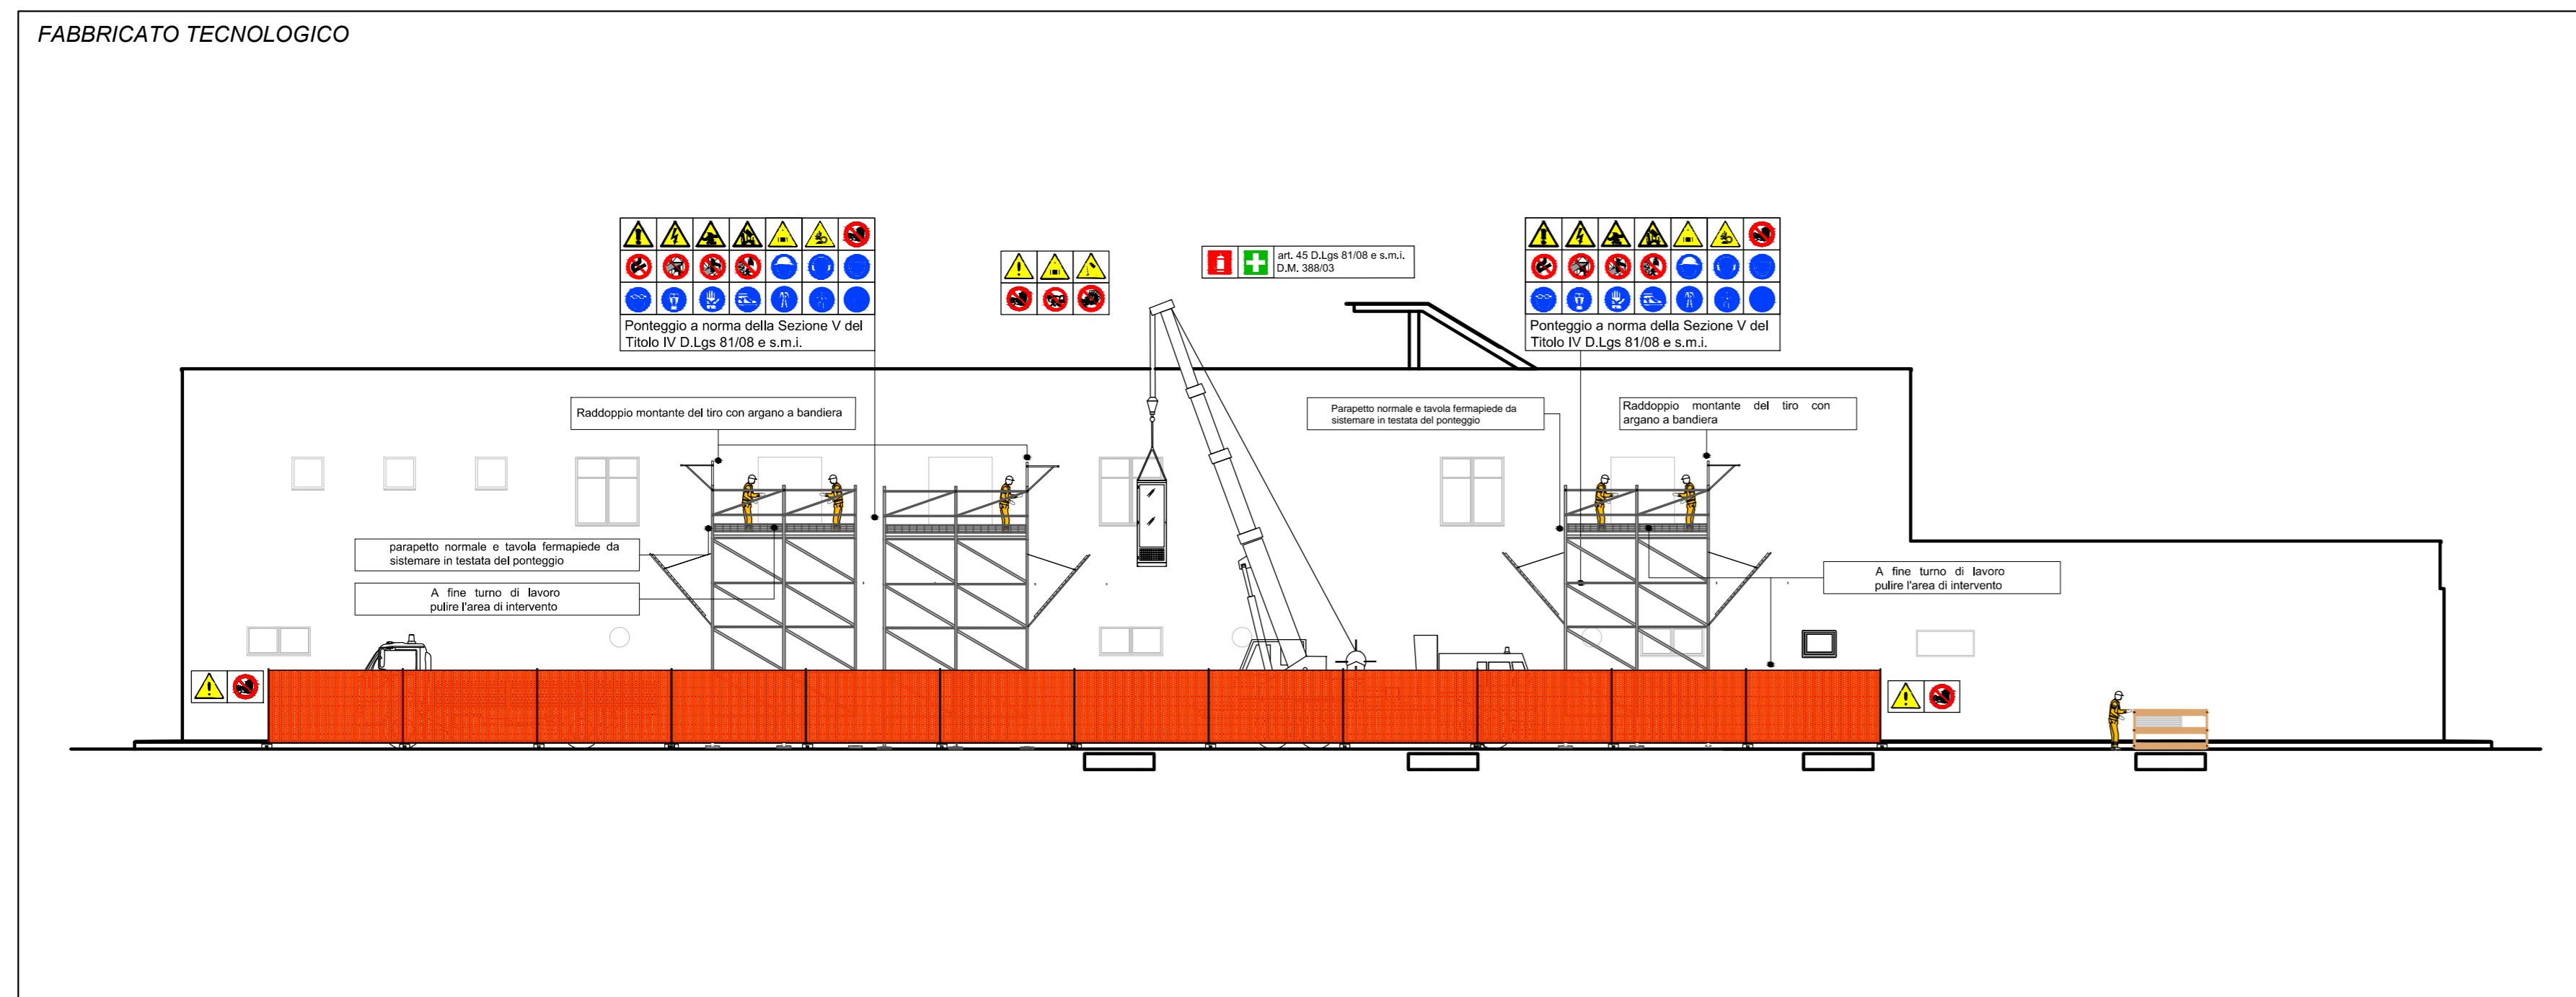 FABBRICATO TECNOLOGICO
Ponteggio a norma della Sezione V del
Titolo IV D.Lgs 81/08 e s.m.i.
art. 45 D.Lgs 81/08 e s.m.i.
D.M. 388/03
Ponteggio a norma della Sezione V del
Titolo IV D.Lgs 81/08 e s.m.i.
Raddoppio montante del tiro con argano a bandiera
Parapetto normale e tavola fermapiede da
sistemare in testata del ponteggio
Raddoppio montante del tiro con
argano a bandiera
parapetto normale e tavola fermapiede da
sistemare in testata del ponteggio
A fine turno di lavoro
pulire l'area di intervento
A fine turno di lavoro
pulire l'area di intervento